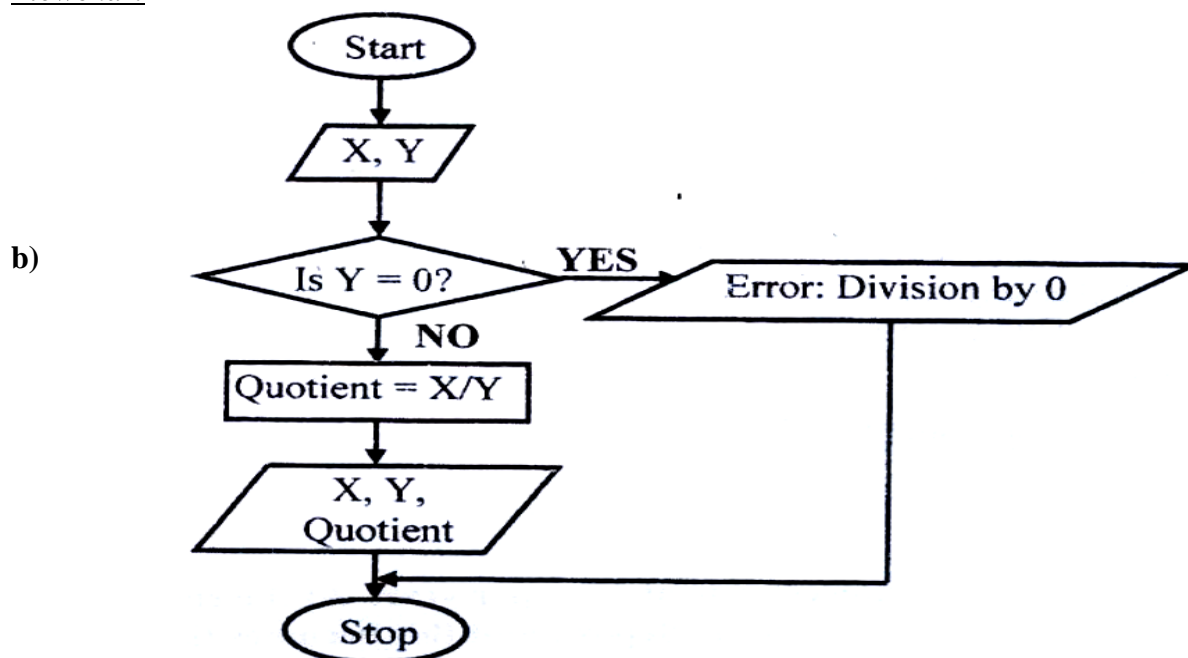 Start
X, Y
b)
Is Y = 0?
YES
Error: Division by 0
NO
Quotient = X/Y
X, Y,
Quotient
Stop